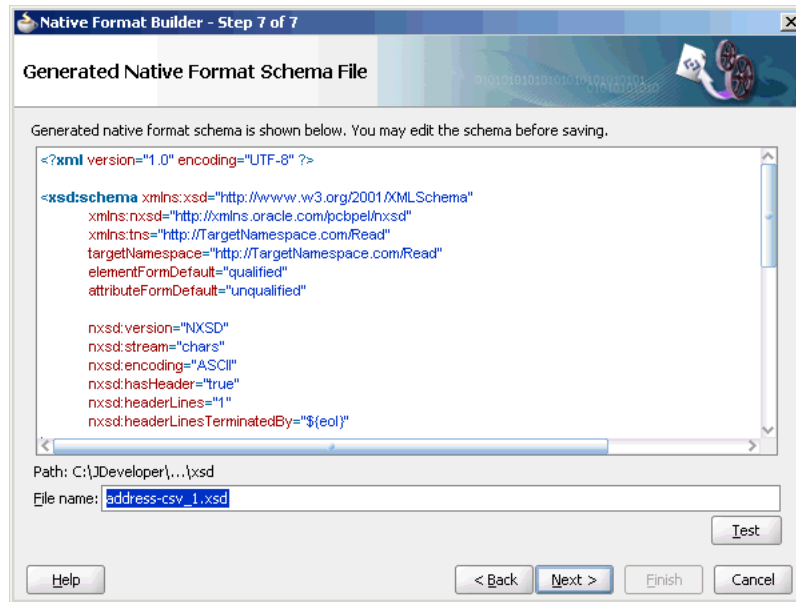 Native Format Builder - Step 7 of 7
Generated Native Format Schema File
Generated native format schema is shown below. You may edit the schema before saving.
<?xml version="1.0" encoding="UTF-8" ?>
<xsd:schema xmlns:xsd="http://www.w3.org/2001/XMLSchema"
xmlns:nxsd="http://xmlns.oracle.com/pcbpel/nxsd"
xmlns:tns="http://TargetNamespace.com/Read"
targetNamespace="http://TargetNamespace.com/Read"
elementFormDefault="qualified"
attributeFormDefault="unqualified"
nxsd:version="NXSD"
nxsd:stream="chars"
nxsd:encoding="ASCII"
nxsd:hasHeader="true"
nxsd:headerLines="1"
nxsd:headerLinesTerminatedBy="${eol}"
Path: C:\JDeveloper\...\xsd
File name: address-csv_1.xsd
Test
Help
< Back
Next >
Finish
Cancel